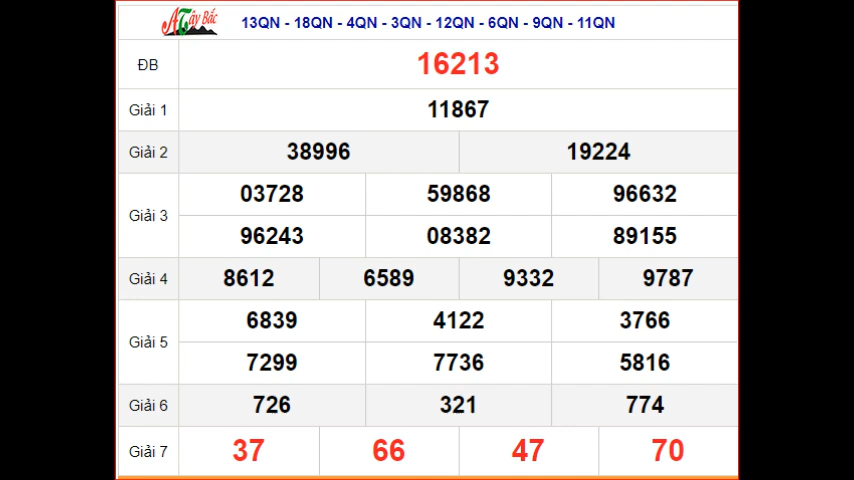 ATây Bắc 13QN - 18QN - 4QN - 3QN - 12QN - 6QN - 9QN - 11QN
ĐB 16213
Giải 1 11867
Giải 2 38996 19224
Giải 3
03728 59868 96632
96243 08382 89155
Giải 4 8612 6589 9332 9787
Giải 5
6839 4122 3766
7299 7736 5816
Giải 6 726 321 774
Giải 7 37 66 47 70